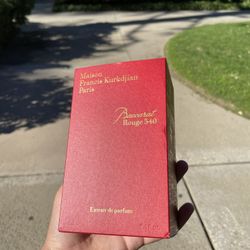 Maison
Francis Kurkdjian
Paris
Baccarat
Rouge 540
Extrait de parfum